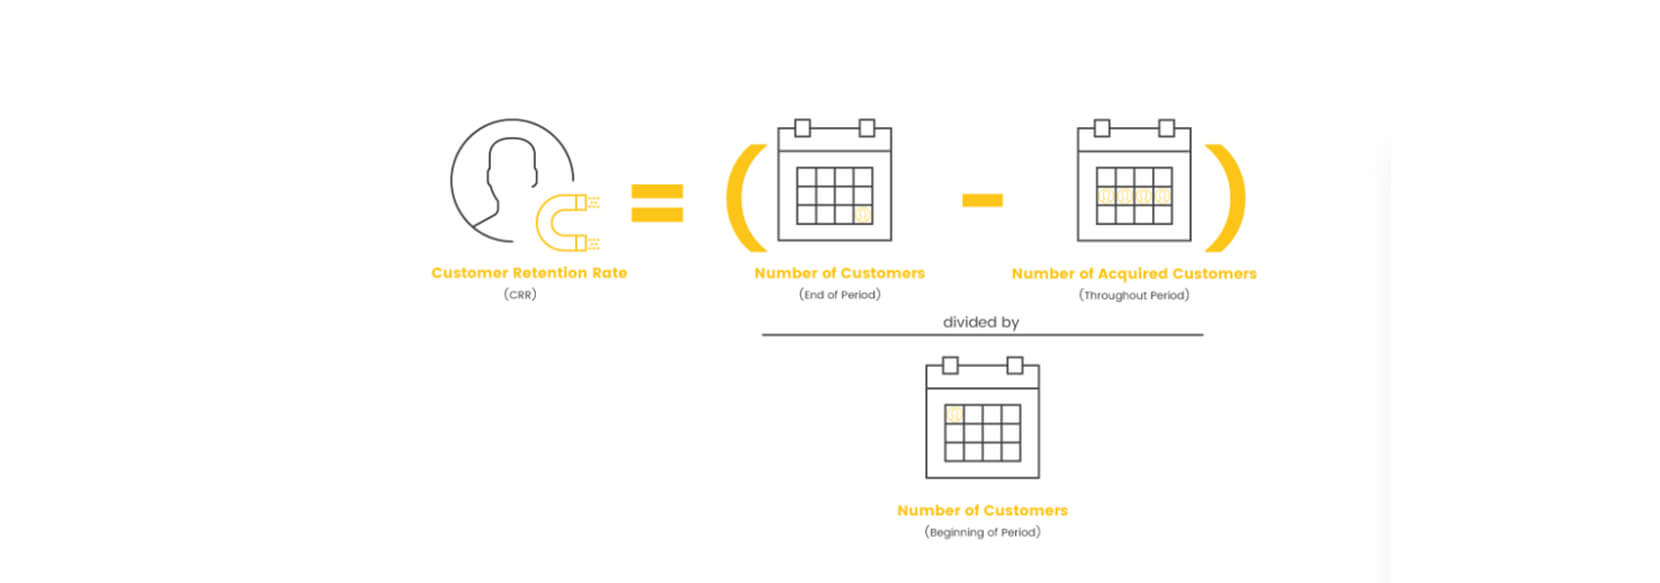 Customer Retention Rate
(CRR)
Number of Customers
(End of Period)
Number of Acquired Customers
(Throughout Period)
divided by
Number of Customers
(Beginning of Period)